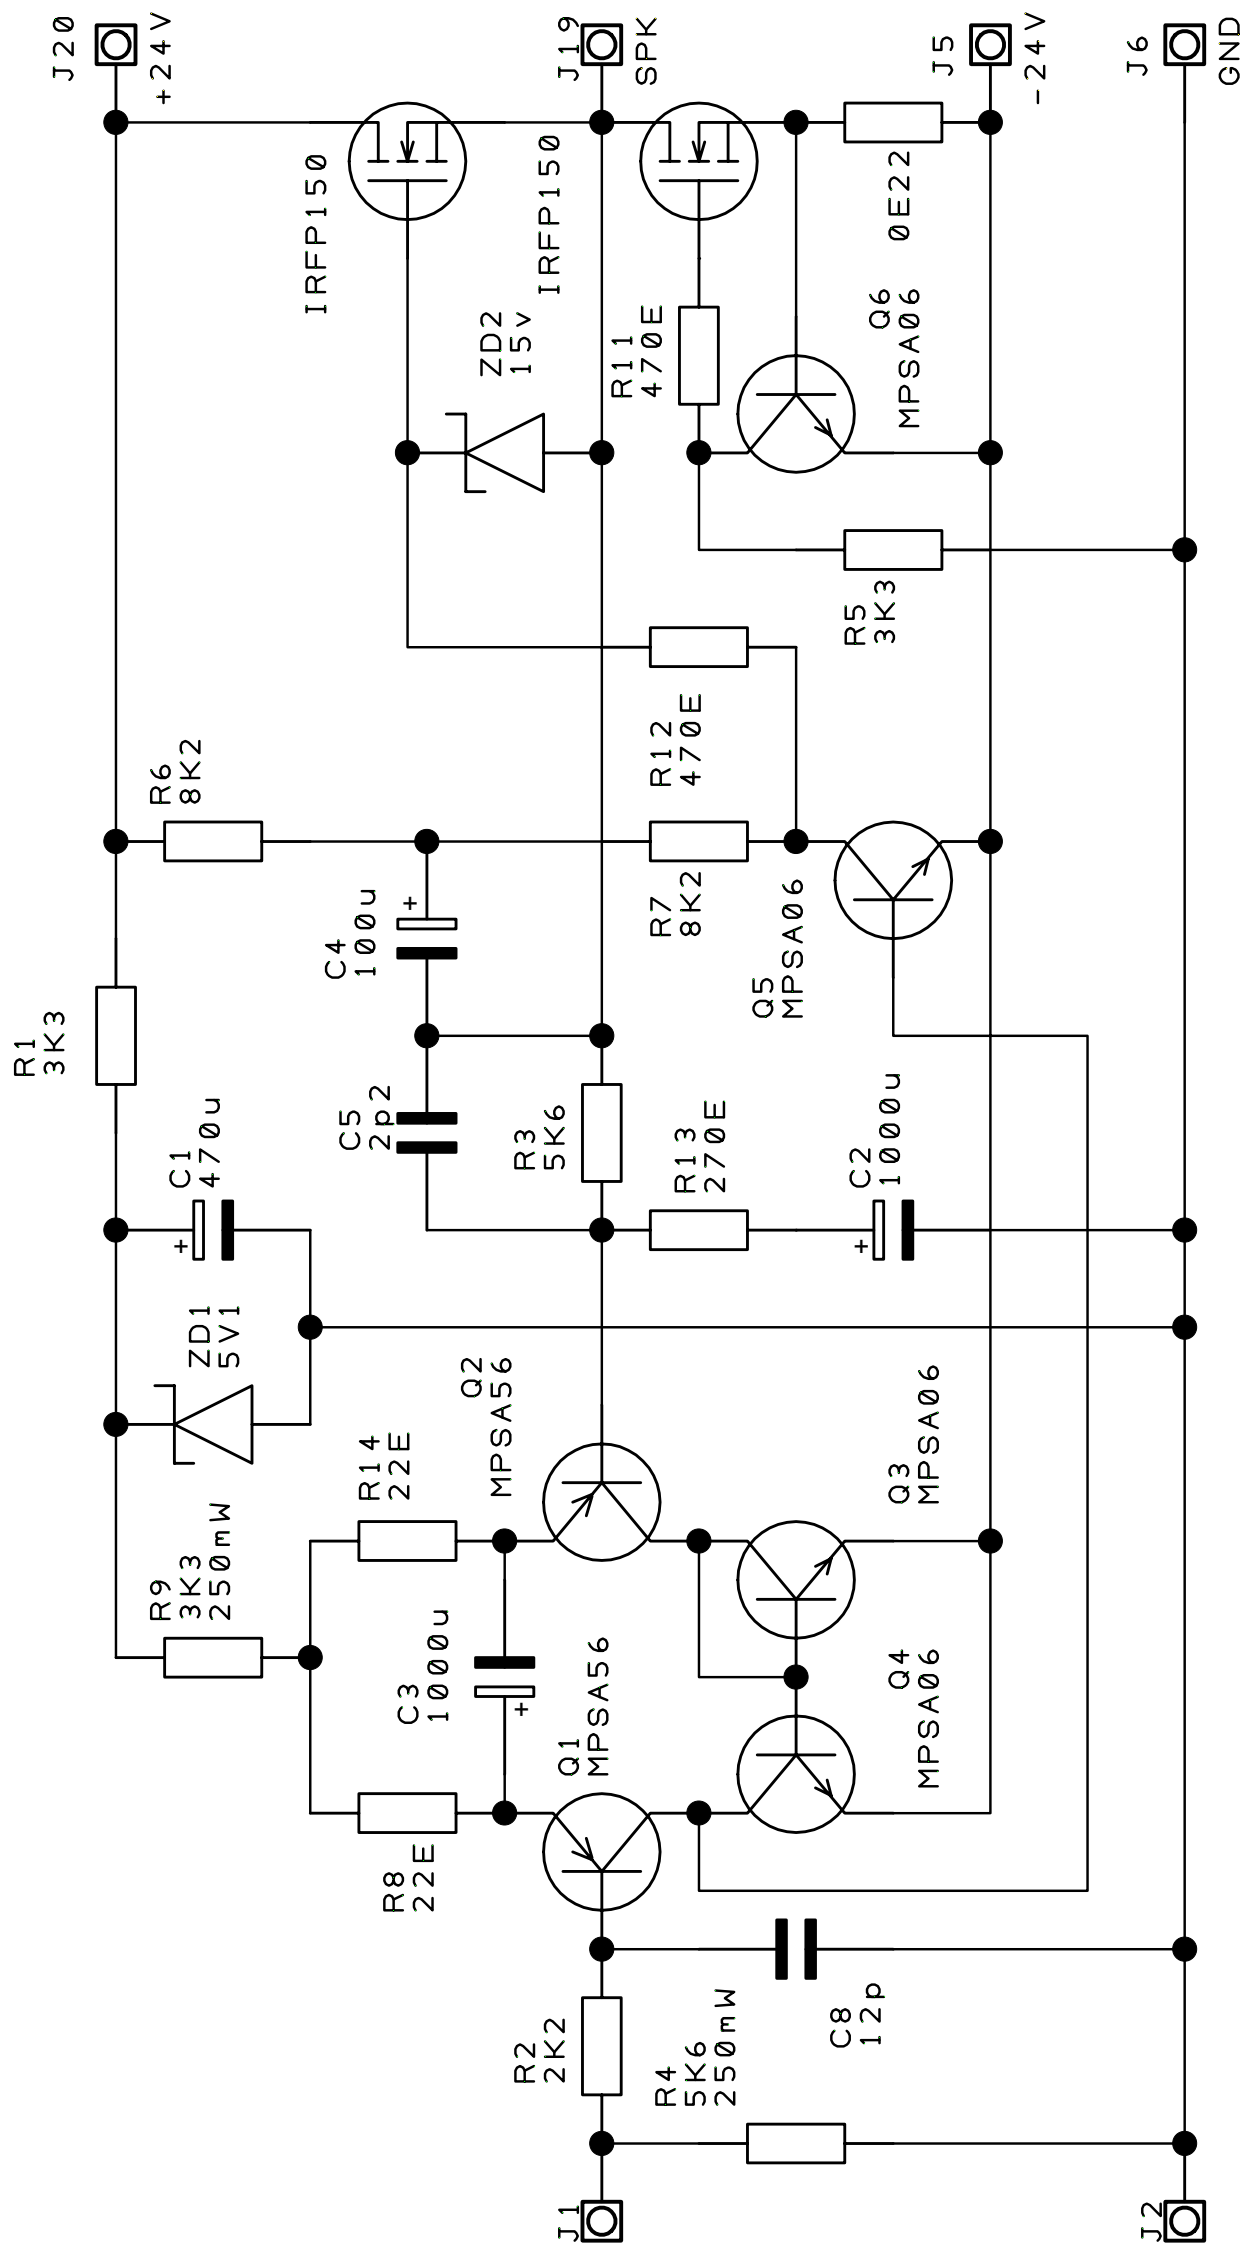 J20
+24V
J19
SPK
J5
-24V
J6
GND
IRFP150
IRFP150
0E22
ZD2
15v
R11
470E
Q6
MPSA06
R5
3K3
R12
470E
R6
8K2
R7
8K2
C4
100u
+
Q5
MPSA06
R1
3K3
C5
2p2
R3
5K6
R13
270E
C2
1000u
+
C1
470u
+
ZD1
5V1
R14
22E
Q2
MPSA56
Q3
MPSA06
R9
3K3
250mW
C3
1000u
+
Q1
MPSA56
Q4
MPSA06
R8
22E
R2
2K2
R4
5K6
250mW
C8
12p
J1
J2